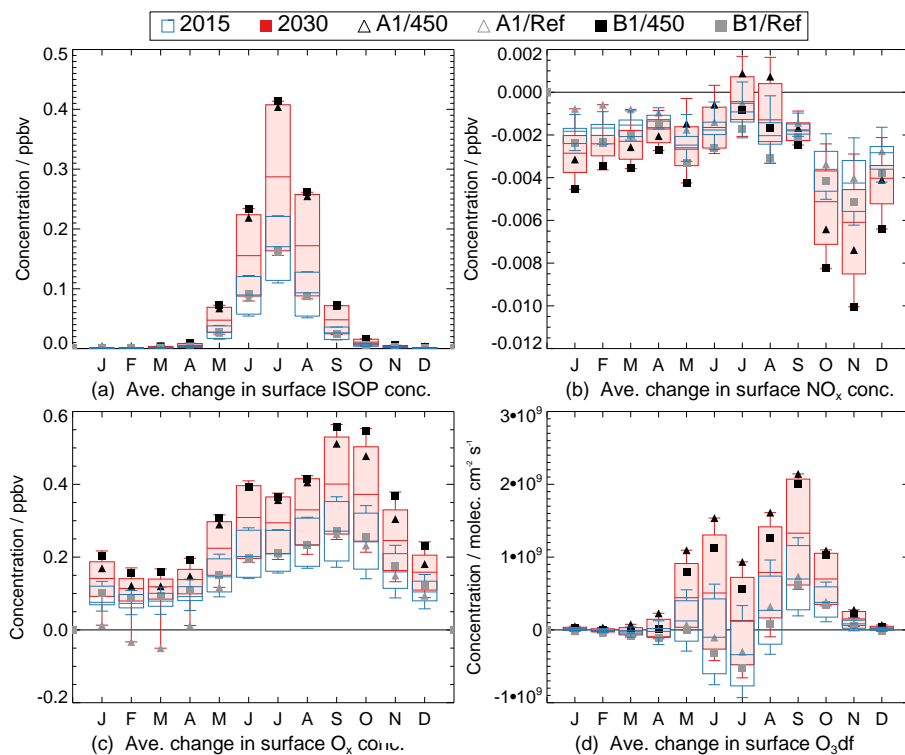 2015 2030 A1/450 A1/Ref B1/450 B1/Ref
0.5
0.4
0.3
0.2
0.1
0.0
Concentration / ppbv
J F M A M J J A S O N D
(a) Ave. change in surface ISOP conc.
0.002
0.000
-0.002
-0.004
-0.006
-0.008
-0.010
-0.012
Concentration / ppbv
J F M A M J J A S O N D
(b) Ave. change in surface NOₓ conc.
0.6
0.4
0.2
0.0
-0.2
Concentration / ppbv
J F M A M J J A S O N D
(c) Ave. change in surface Oₓ conc.
3•10⁹
2•10⁹
1•10⁹
0
-1•10⁹
Concentration / molec. cm⁻² s⁻¹
J F M A M J J A S O N D
(d) Ave. change in surface O₃df